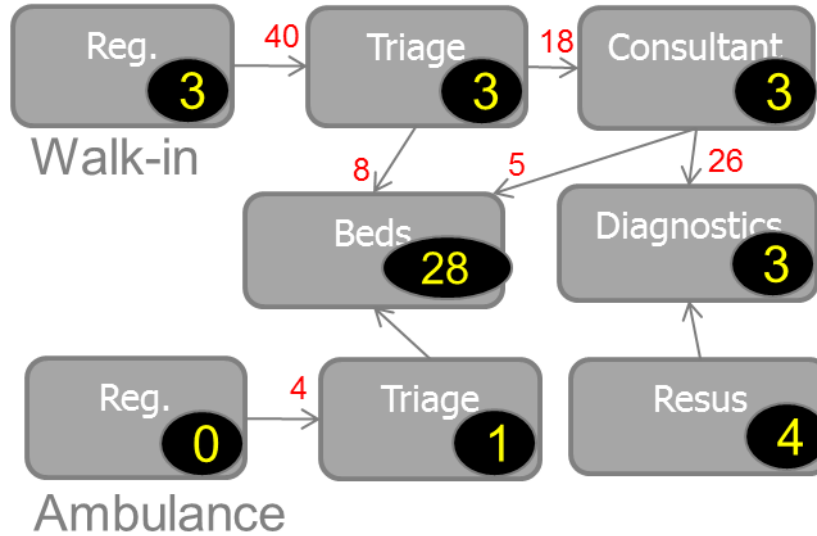 Reg.
3
40
Triage
3
18
Consultant
3
Walk-in
8
5
26
Beds
28
Diagnostics
3
Reg.
0
4
Triage
1
Resus
4
Ambulance